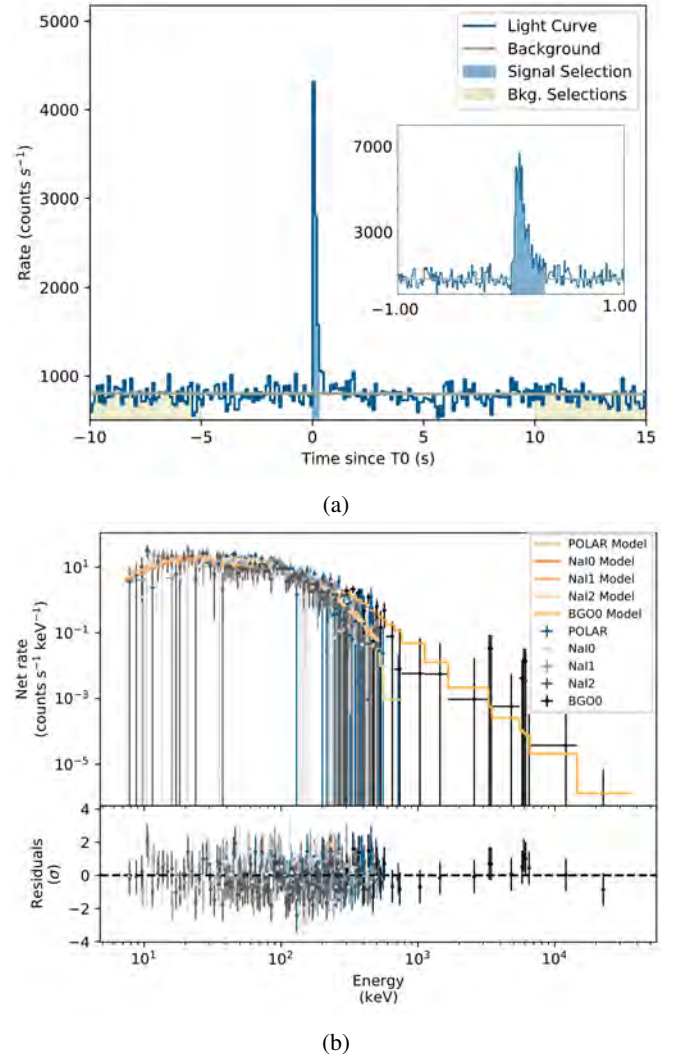 5000
4000
3000
2000
1000
Rate (counts s⁻¹)
Light Curve
Background
Signal Selection
Bkg. Selections
7000
3000
−1.00
1.00
−10
−5
0
5
10
15
Time since T0 (s)
(a)
Net rate
(counts s⁻¹ keV⁻¹)
10¹
10⁻¹
10⁻³
10⁻⁵
POLAR Model
NaI0 Model
NaI1 Model
NaI2 Model
BGO0 Model
POLAR
NaI0
NaI1
NaI2
BGO0
Residuals
(σ)
4
2
0
−2
−4
10¹
10²
10³
10⁴
Energy
(keV)
(b)